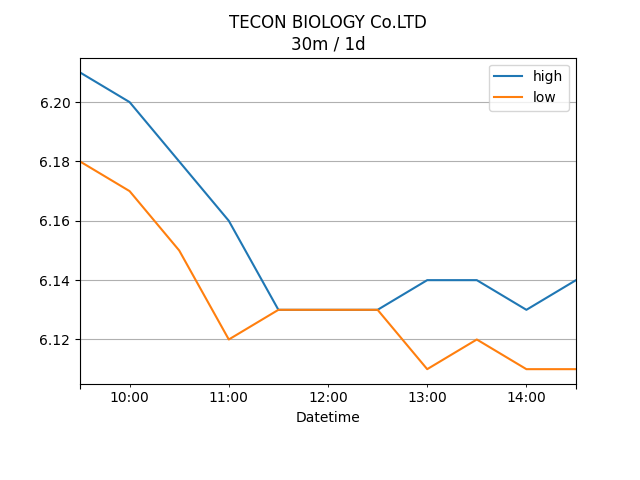 TECON BIOLOGY Co.LTD
30m / 1d
high
low
6.20
6.18
6.16
6.14
6.12
10:00 11:00 12:00 13:00 14:00
Datetime